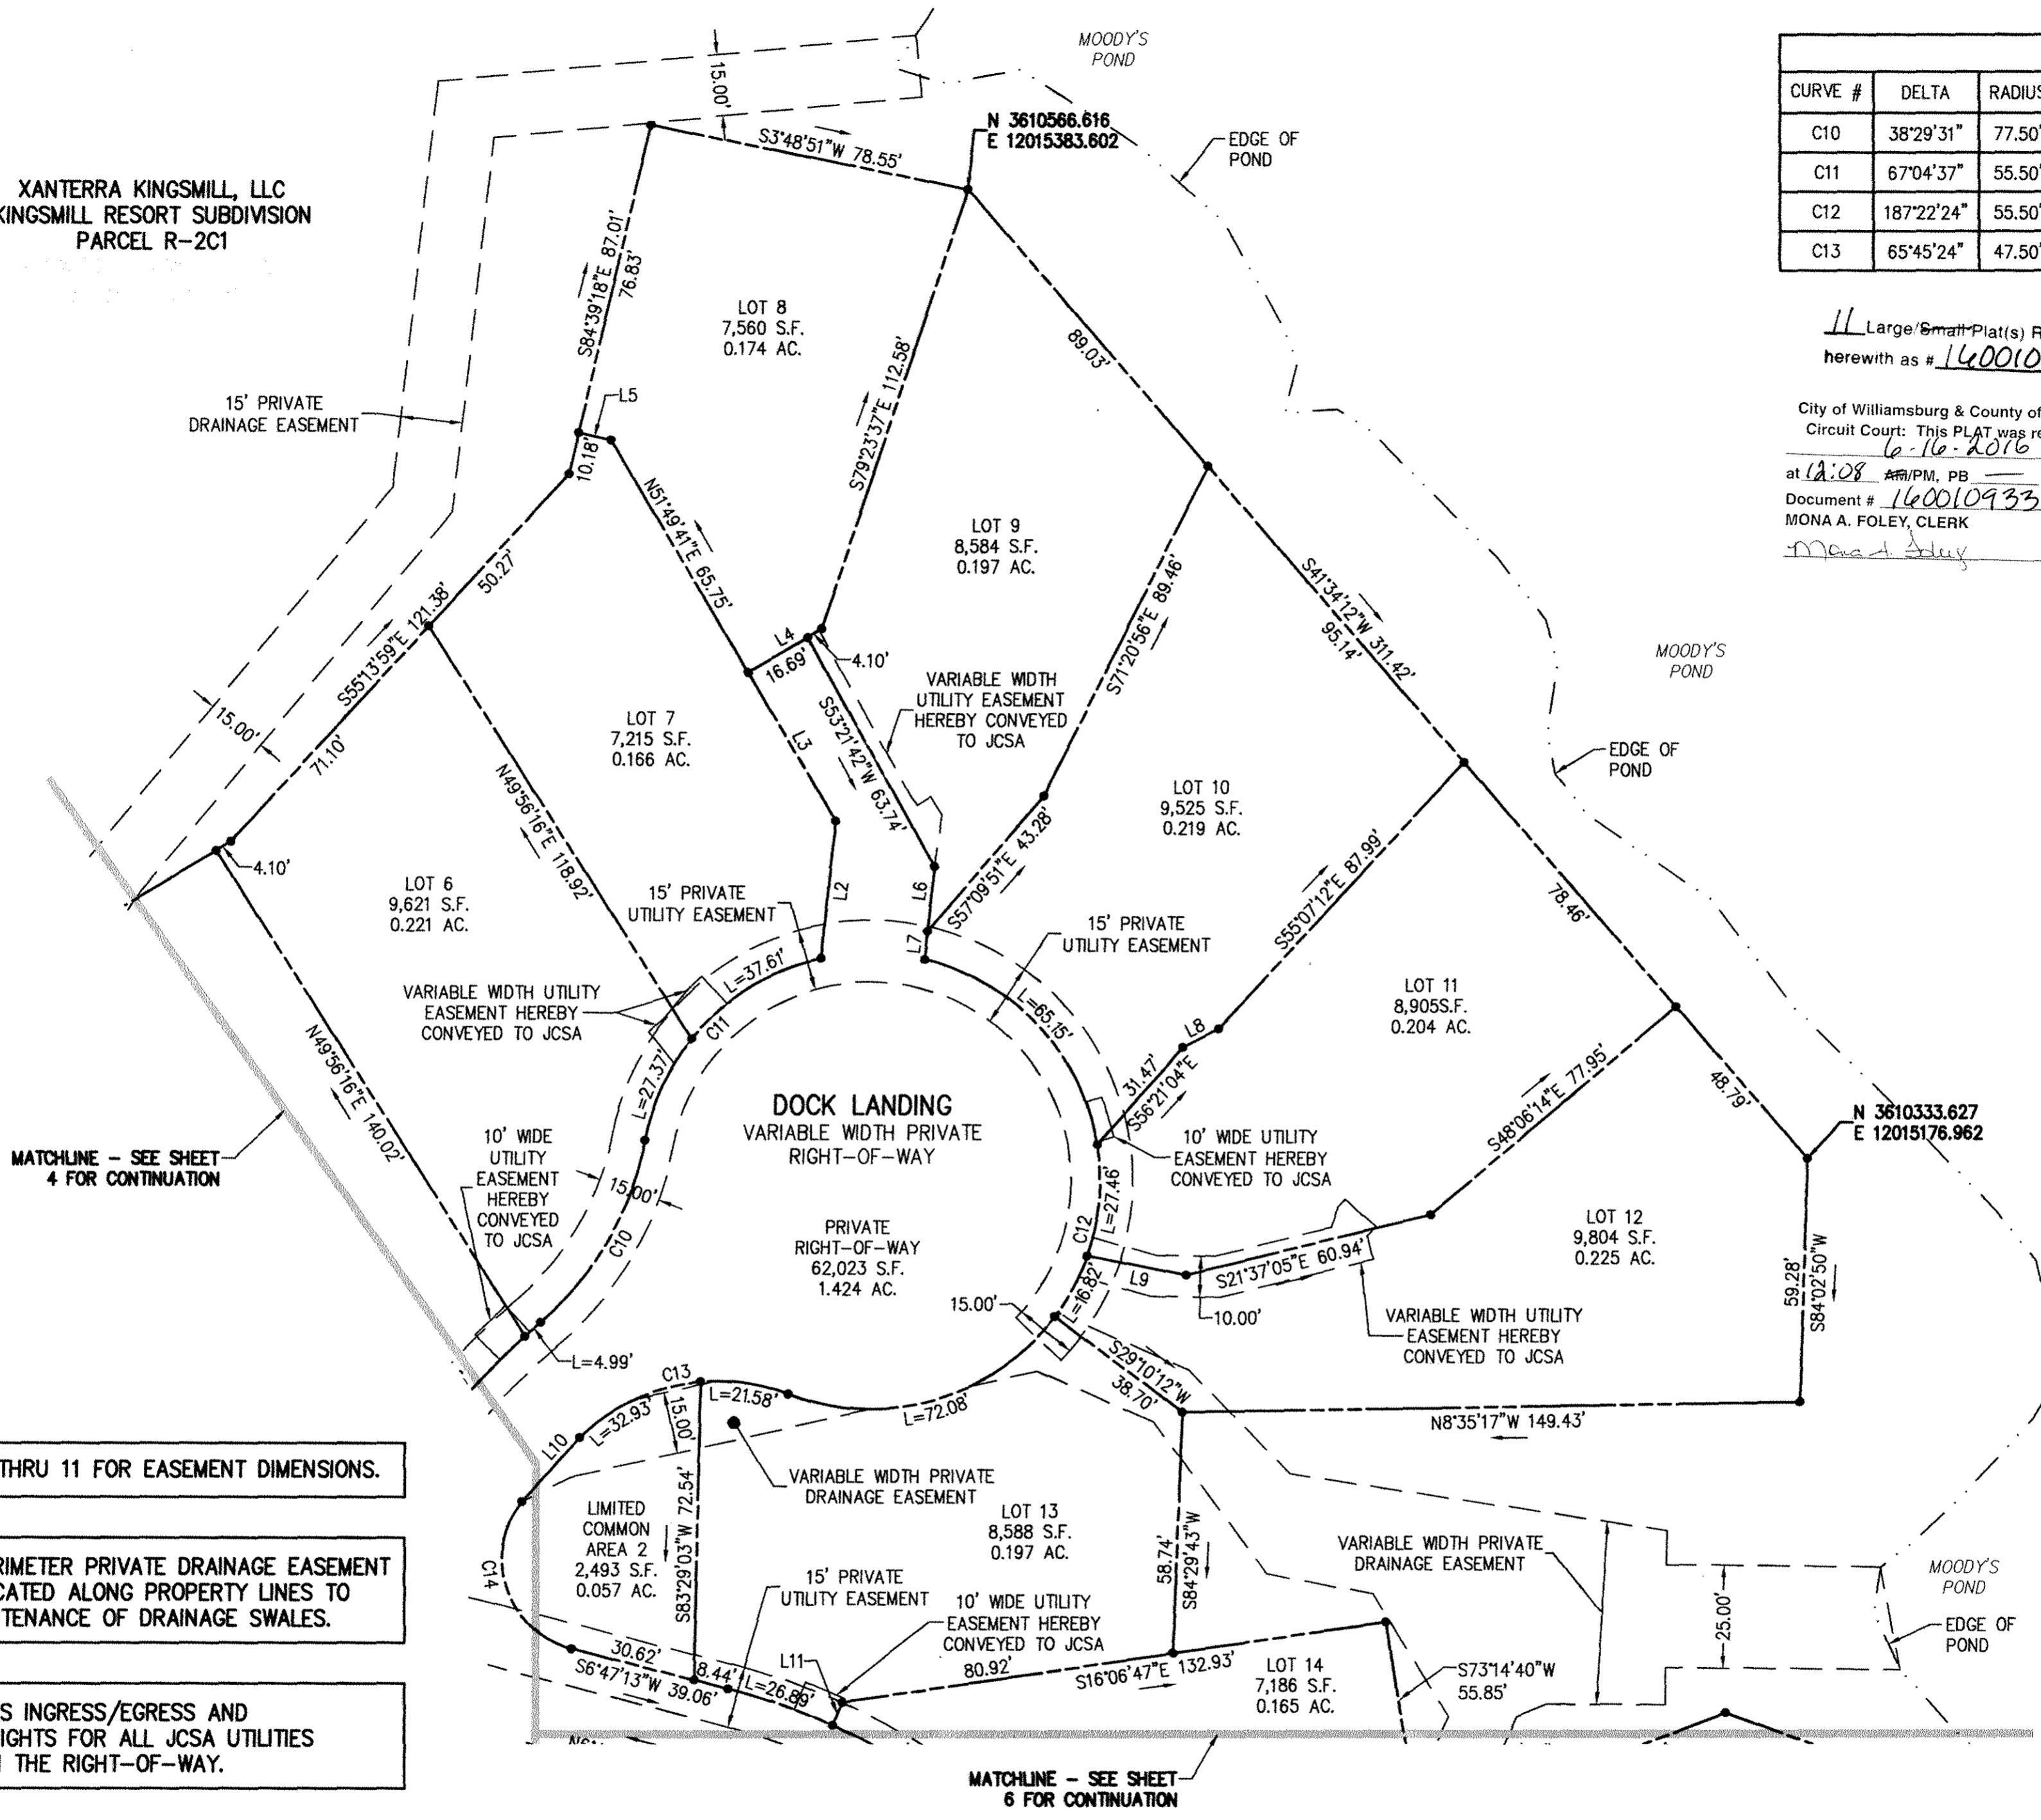 MOODY'S
POND
15.00'
N 3610566.616
E 12015383.602
S3°48'51"W 78.55'
EDGE OF
POND
XANTERRA KINGSMILL, LLC
KINGSMILL RESORT SUBDIVISION
PARCEL R-2C1
CURVE # DELTA RADIUS
C10 38°29'31" 77.50'
C11 67°04'37" 55.50'
C12 187°22'24" 55.50'
C13 65°45'24" 47.50'
11 Large/Small Plat(s) R
herewith as # 160010
City of Williamsburg & County of
Circuit Court: This PLAT was re
6-16-2016
at 12:08 AM/PM, PB —
Document # 160010933
MONA A. FOLEY, CLERK
Mona A. Foley
S84°39'18"E 87.01'
76.83'
LOT 8
7,560 S.F.
0.174 AC.
S79°23'37"E 112.58'
89.03'
15' PRIVATE
DRAINAGE EASEMENT
L5
10.18'
N51°49'41"E 65.75'
LOT 9
8,584 S.F.
0.197 AC.
S71°20'56"E 89.46'
S41°34'12"W 311.42'
95.14'
50.27'
S55°13'59"E 121.38'
71.10'
15.00'
L4
16.69'
4.10'
VARIABLE WIDTH
UTILITY EASEMENT
HEREBY CONVEYED
TO JCSA
MOODY'S
POND
EDGE OF
POND
LOT 7
7,215 S.F.
0.166 AC.
L3
S53°21'42"W 63.74'
N49°56'16"E 118.92'
LOT 10
9,525 S.F.
0.219 AC.
78.46'
4.10'
LOT 6
9,621 S.F.
0.221 AC.
15' PRIVATE
UTILITY EASEMENT
L2
L6
L7
S57°09'51"E 43.28'
15' PRIVATE
UTILITY EASEMENT
S55°07'12"E 87.99'
L=37.61'
VARIABLE WIDTH UTILITY
EASEMENT HEREBY
CONVEYED TO JCSA
C11
L=27.37'
L=65.15'
LOT 11
8,905S.F.
0.204 AC.
L8
31.47'
S56°21'04"E
S48°06'14"E 77.95'
48.79'
N 3610333.627
E 12015176.962
N49°56'16"E 140.02'
MATCHLINE - SEE SHEET
4 FOR CONTINUATION
DOCK LANDING
VARIABLE WIDTH PRIVATE
RIGHT-OF-WAY
10' WIDE
UTILITY
EASEMENT
HEREBY
CONVEYED
TO JCSA
15.00'
C10
10' WIDE UTILITY
EASEMENT HEREBY
CONVEYED TO JCSA
L=27.46'
C12
PRIVATE
RIGHT-OF-WAY
62,023 S.F.
1.424 AC.
LOT 12
9,804 S.F.
0.225 AC.
59.28'
S84°02'50"W
L9
S21°37'05"E 60.94'
L=16.82'
15.00'
10.00'
VARIABLE WIDTH UTILITY
EASEMENT HEREBY
CONVEYED TO JCSA
L=4.99'
S29°10'12"W
38.70'
C13
L=21.58'
L=32.93'
15.00'
L=72.08'
N8°35'17"W 149.43'
L10
THRU 11 FOR EASEMENT DIMENSIONS.
VARIABLE WIDTH PRIVATE
DRAINAGE EASEMENT
LIMITED
COMMON
AREA 2
2,493 S.F.
0.057 AC.
S83°29'03"W 72.54'
LOT 13
8,588 S.F.
0.197 AC.
58.74'
S84°29'43"W
VARIABLE WIDTH PRIVATE
DRAINAGE EASEMENT
MOODY'S
POND
25.00'
EDGE OF
POND
RIMETER PRIVATE DRAINAGE EASEMENT
CATED ALONG PROPERTY LINES TO
TENANCE OF DRAINAGE SWALES.
C14
15' PRIVATE
UTILITY EASEMENT
10' WIDE UTILITY
EASEMENT HEREBY
CONVEYED TO JCSA
30.62'
S6°47'13"W 39.06'
8.44'
L=26.89'
L11
80.92'
S16°06'47"E 132.93'
LOT 14
7,186 S.F.
0.165 AC.
S73°14'40"W
55.85'
S INGRESS/EGRESS AND
IGHTS FOR ALL JCSA UTILITIES
THE RIGHT-OF-WAY.
MATCHLINE - SEE SHEET
6 FOR CONTINUATION